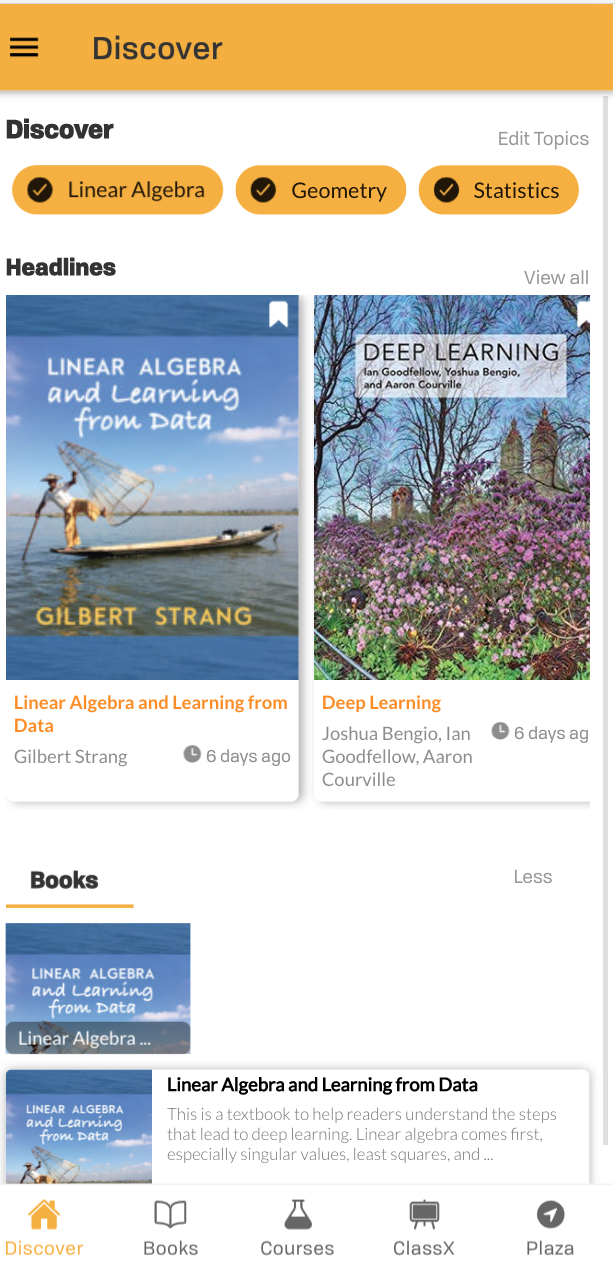 Discover
Discover
Edit Topics
Linear Algebra
Geometry
Statistics
Headlines
View all
LINEAR ALGEBRA
and Learning
from Data
GILBERT STRANG
DEEP LEARNING
Ian Goodfellow, Yoshua Bengio,
and Aaron Courville
Linear Algebra and Learning from
Data
Gilbert Strang
6 days ago
Deep Learning
Joshua Bengio, Ian
Goodfellow, Aaron
Courville
6 days ag
Books
Less
LINEAR ALGEBRA
and Learning
from Data
Linear Algebra ...
LINEAR ALGEBRA
and Learning
from Data
Linear Algebra and Learning from Data
This is a textbook to help readers understand the steps
that lead to deep learning. Linear algebra comes first,
especially singular values, least squares, and ...
Discover
Books
Courses
ClassX
Plaza